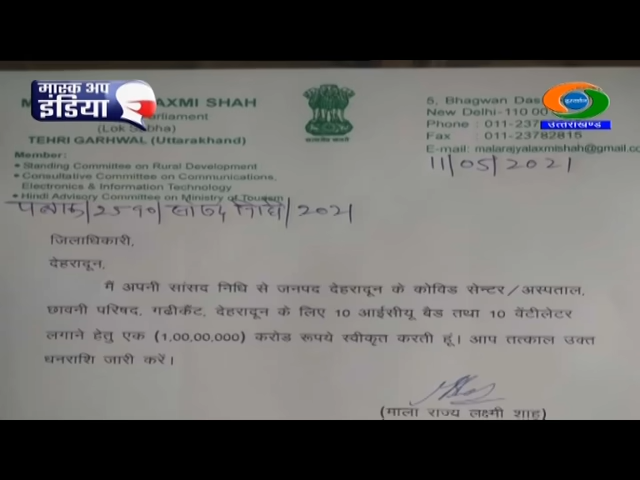 मास्क अप
इंडिया
AXMI SHAH
(Lok Sabha)
TEHRI GARHWAL (Uttarakhand)
Member:
• Standing Committee on Rural Development
• Consultative Committee on Communications,
Electronics & Information Technology
• Hindi Advisory Committee on Ministry of Tourism
5, Bhagwan Das
New Delhi-110 00
Phone : 011-237
Fax : 011-23782815
E-mail: malarajyalaxmishah@gmail.co
उत्तराखण्ड
11/05/2021
/2590/सांसद निधि/2021
जिलाधिकारी,
देहरादून,
मैं अपनी सांसद निधि से जनपद देहरादून के कोविड सेन्टर/अस्पताल,
छावनी परिषद, गढीकैंट, देहरादून के लिए 10 आईसीयू बैड तथा 10 वेंटीलेटर
लगाने हेतु एक (1,00,00,000) करोड रूपये स्वीकृत करती हूं। आप तत्काल उक्त
धनराशि जारी करें।
(माला राज्य लक्ष्मी शाह)